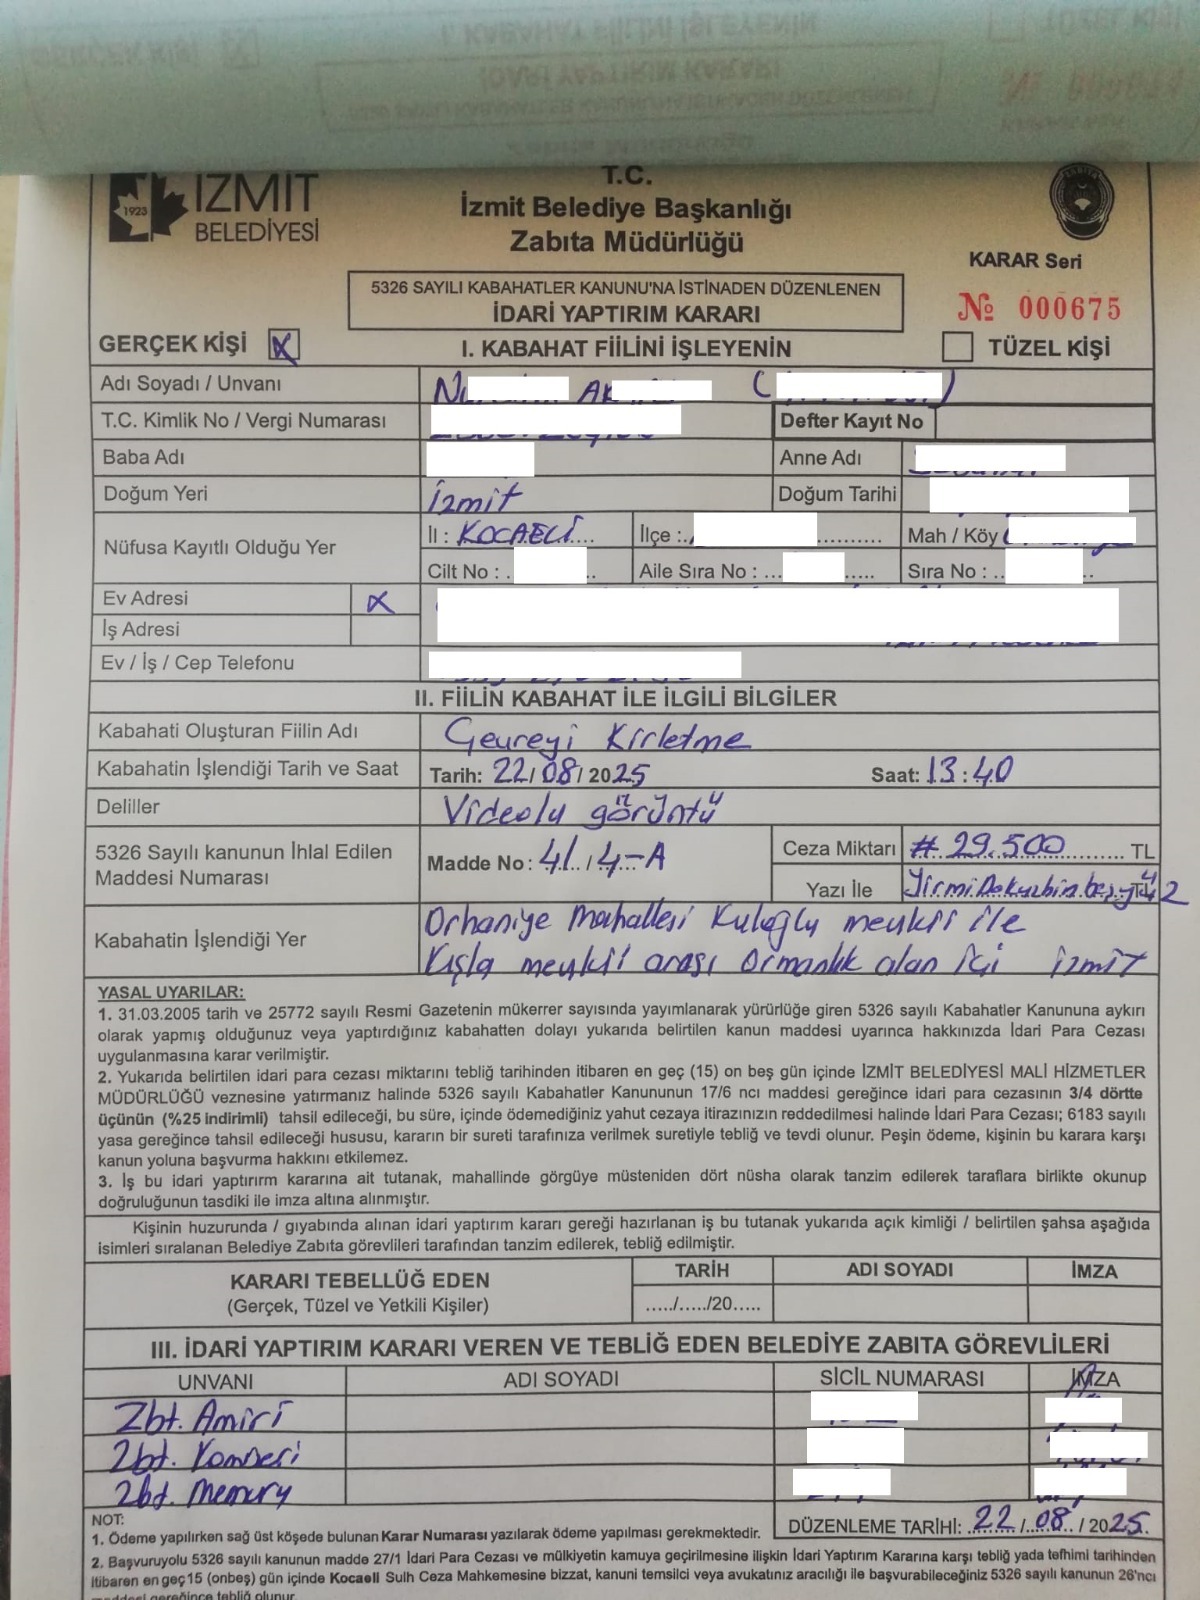 1923 İZMİT
BELEDİYESİ
T.C.
İzmit Belediye Başkanlığı
Zabıta Müdürlüğü
KARAR Seri
№ 000675
5326 SAYILI KABAHATLER KANUNU'NA İSTİNADEN DÜZENLENEN
İDARİ YAPTIRIM KARARI
GERÇEK KİŞİ X
I. KABAHAT FİİLİNİ İŞLEYENİN
TÜZEL KİŞİ
Adı Soyadı / Unvanı
T.C. Kimlik No / Vergi Numarası
Defter Kayıt No
Baba Adı
Anne Adı
Doğum Yeri İzmit
Doğum Tarihi
Nüfusa Kayıtlı Olduğu Yer
İl : KOCAELİ....
İlçe :...........
Mah / Köy
Cilt No : . ..
Aile Sıra No : ... .....
Sıra No : .. ..
Ev Adresi X
İş Adresi
Ev / İş / Cep Telefonu
II. FİİLİN KABAHAT İLE İLGİLİ BİLGİLER
Kabahati Oluşturan Fiilin Adı Çevreyi Kirletme
Kabahatin İşlendiği Tarih ve Saat Tarih: 22/08/2025 Saat: 13:40
Deliller Videolu görüntü
5326 Sayılı kanunun İhlal Edilen
Maddesi Numarası
Madde No : 41../.4.-A
Ceza Miktarı # 29.500 TL
Yazı İle YirmiDokuzbinbeşyüz TL
Kabahatin İşlendiği Yer
Orhaniye Mahallesi Kuloğlu mevkii ile
Kışla mevkii arası Ormanlık alan içi İzmit
YASAL UYARILAR:
1. 31.03.2005 tarih ve 25772 sayılı Resmi Gazetenin mükerrer sayısında yayımlanarak yürürlüğe giren 5326 sayılı Kabahatler Kanununa aykırı
olarak yapmış olduğunuz veya yaptırdığınız kabahatten dolayı yukarıda belirtilen kanun maddesi uyarınca hakkınızda İdari Para Cezası
uygulanmasına karar verilmiştir.
2. Yukarıda belirtilen idari para cezası miktarını tebliğ tarihinden itibaren en geç (15) on beş gün içinde İZMİT BELEDİYESİ MALİ HİZMETLER
MÜDÜRLÜĞÜ veznesine yatırmanız halinde 5326 sayılı Kabahatler Kanununun 17/6 ncı maddesi gereğince idari para cezasının 3/4 dörtte
üçünün (%25 indirimli) tahsil edileceği, bu süre, içinde ödemediğiniz yahut cezaya itirazınızın reddedilmesi halinde İdari Para Cezası; 6183 sayılı
yasa gereğince tahsil edileceği hususu, kararın bir sureti tarafınıza verilmek suretiyle tebliğ ve tevdi olunur. Peşin ödeme, kişinin bu karara karşı
kanun yoluna başvurma hakkını etkilemez.
3. İş bu idari yaptırırm kararına ait tutanak, mahallinde görgüye müsteniden dört nüsha olarak tanzim edilerek taraflara birlikte okunup
doğruluğunun tasdiki ile imza altına alınmıştır.
Kişinin huzurunda / gıyabında alınan idari yaptırım kararı gereği hazırlanan iş bu tutanak yukarıda açık kimliği / belirtilen şahsa aşağıda
isimleri sıralanan Belediye Zabıta görevlileri tarafından tanzim edilerek, tebliğ edilmiştir.
KARARI TEBELLÜĞ EDEN
(Gerçek, Tüzel ve Yetkili Kişiler)
TARİH ADI SOYADI İMZA
...../...../20.....
III. İDARİ YAPTIRIM KARARI VEREN VE TEBLİĞ EDEN BELEDİYE ZABITA GÖREVLİLERİ
UNVANI ADI SOYADI SİCİL NUMARASI İMZA
Zbt. Amiri
Zbt. Komiseri
Zbt. Memuru
NOT:
1. Ödeme yapılırken sağ üst köşede bulunan Karar Numarası yazılarak ödeme yapılması gerekmektedir.
DÜZENLEME TARİHİ: 22/08/2025
2. Başvuruyolu 5326 sayılı kanunun madde 27/1 İdari Para Cezası ve mülkiyetin kamuya geçirilmesine ilişkin İdari Yaptırım Kararına karşı tebliğ yada tefhimi tarihinden
itibaren en geç 15 (onbeş) gün içinde Kocaeli Sulh Ceza Mahkemesine bizzat, kanuni temsilci veya avukatınız aracılığı ile başvurabileceğiniz 5326 sayılı kanunun 26'ncı
maddesi gereğince tebliğ olunur.